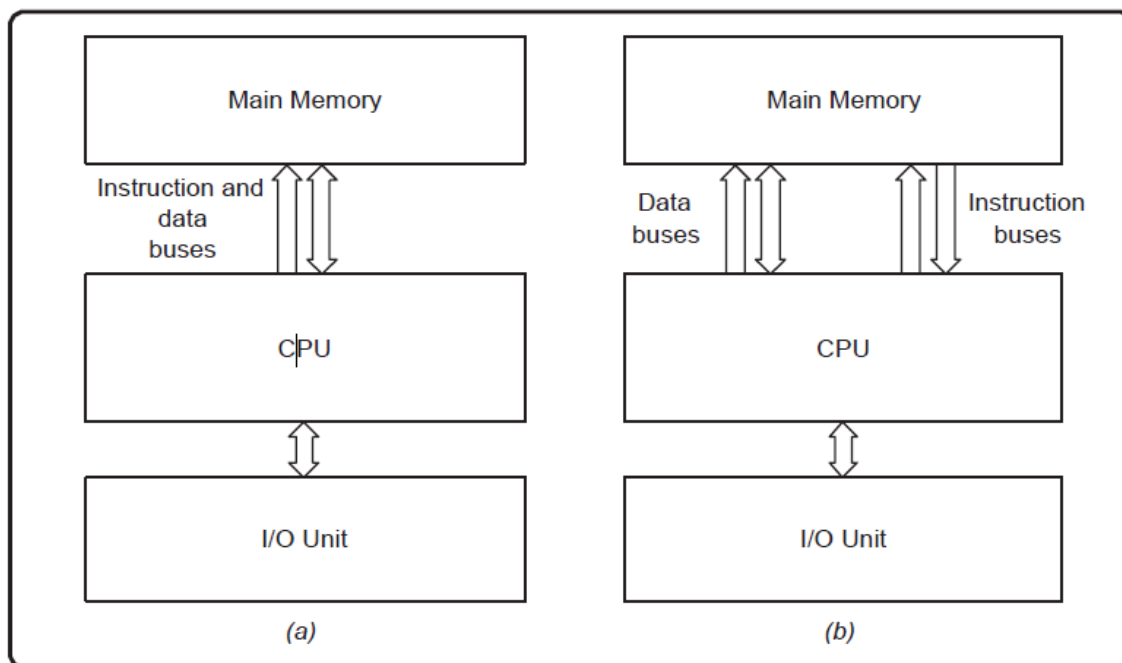 Main Memory
Instruction and
data
buses
CPU
I/O Unit
(a)
Main Memory
Data
buses
Instruction
buses
CPU
I/O Unit
(b)